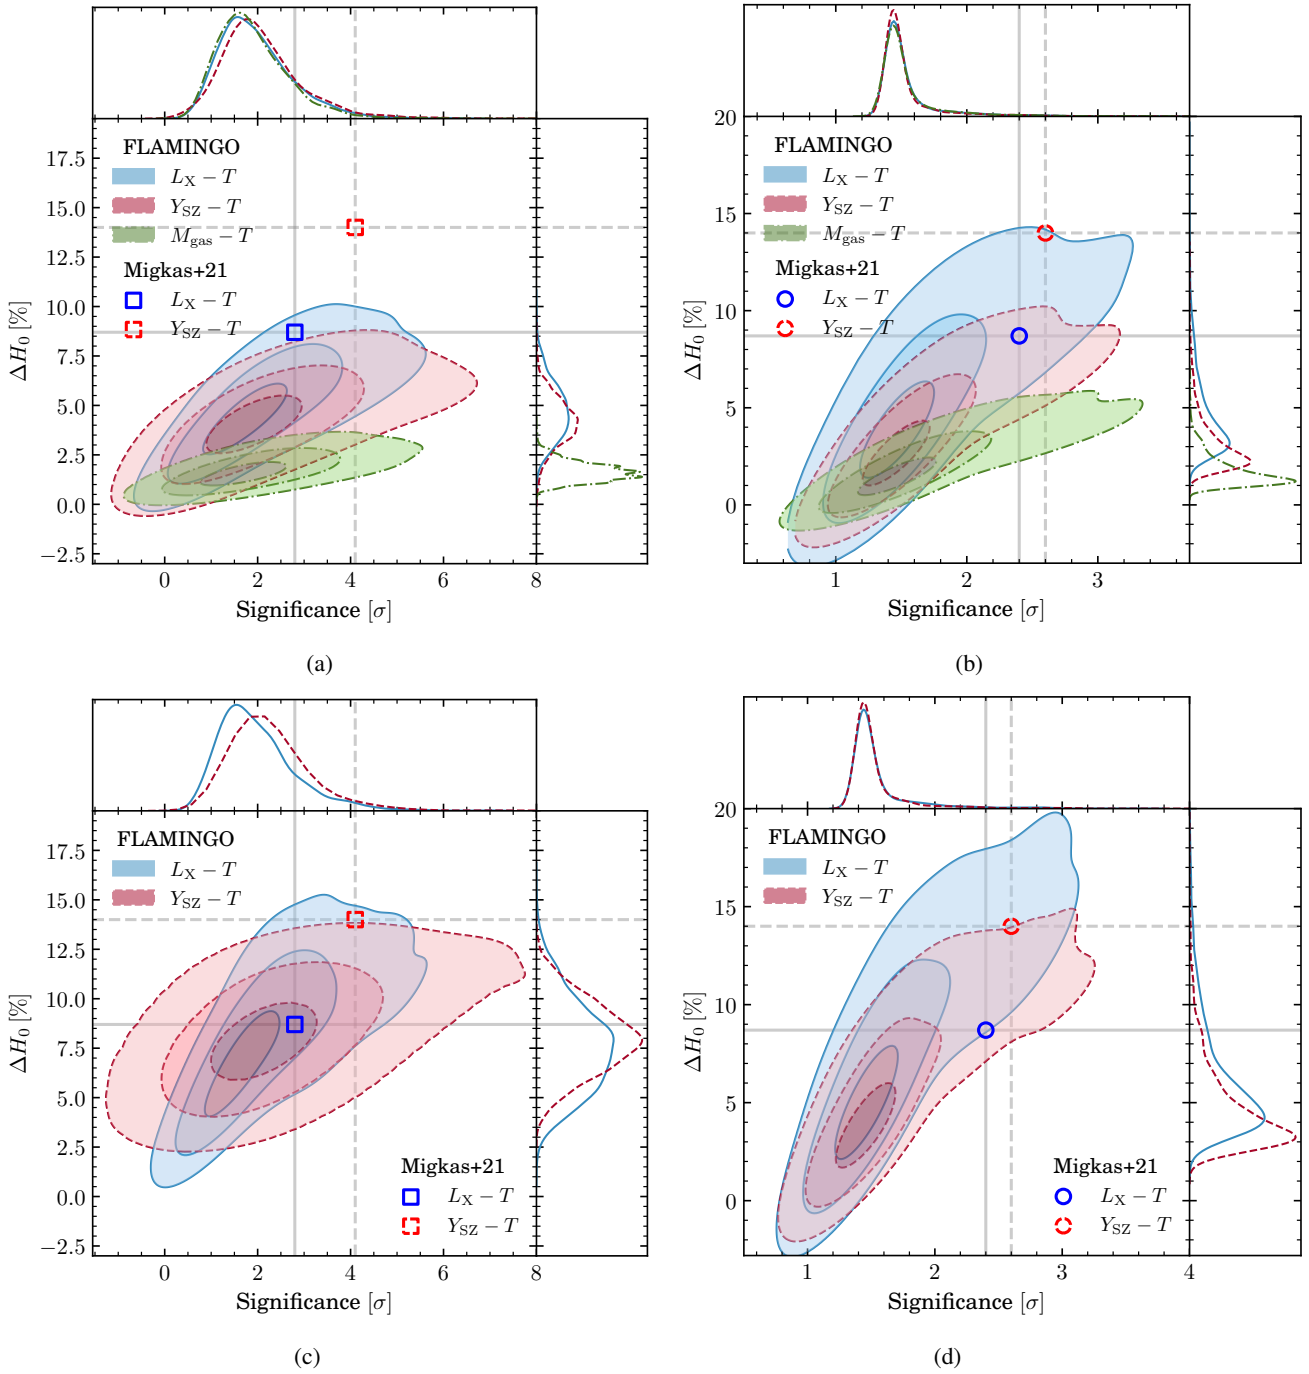 FLAMINGO
L_X − T
Y_SZ − T
M_gas − T
Migkas+21
L_X − T
Y_SZ − T
17.5
15.0
12.5
10.0
7.5
5.0
2.5
0.0
−2.5
ΔH_0 [%]
0 2 4 6 8
Significance [σ]
(a)
FLAMINGO
L_X − T
Y_SZ − T
M_gas − T
Migkas+21
L_X − T
Y_SZ − T
20
15
10
5
0
ΔH_0 [%]
1 2 3
Significance [σ]
(b)
FLAMINGO
L_X − T
Y_SZ − T
Migkas+21
L_X − T
Y_SZ − T
17.5
15.0
12.5
10.0
7.5
5.0
2.5
0.0
−2.5
ΔH_0 [%]
0 2 4 6 8
Significance [σ]
(c)
FLAMINGO
L_X − T
Y_SZ − T
Migkas+21
L_X − T
Y_SZ − T
20
15
10
5
0
ΔH_0 [%]
1 2 3 4
Significance [σ]
(d)